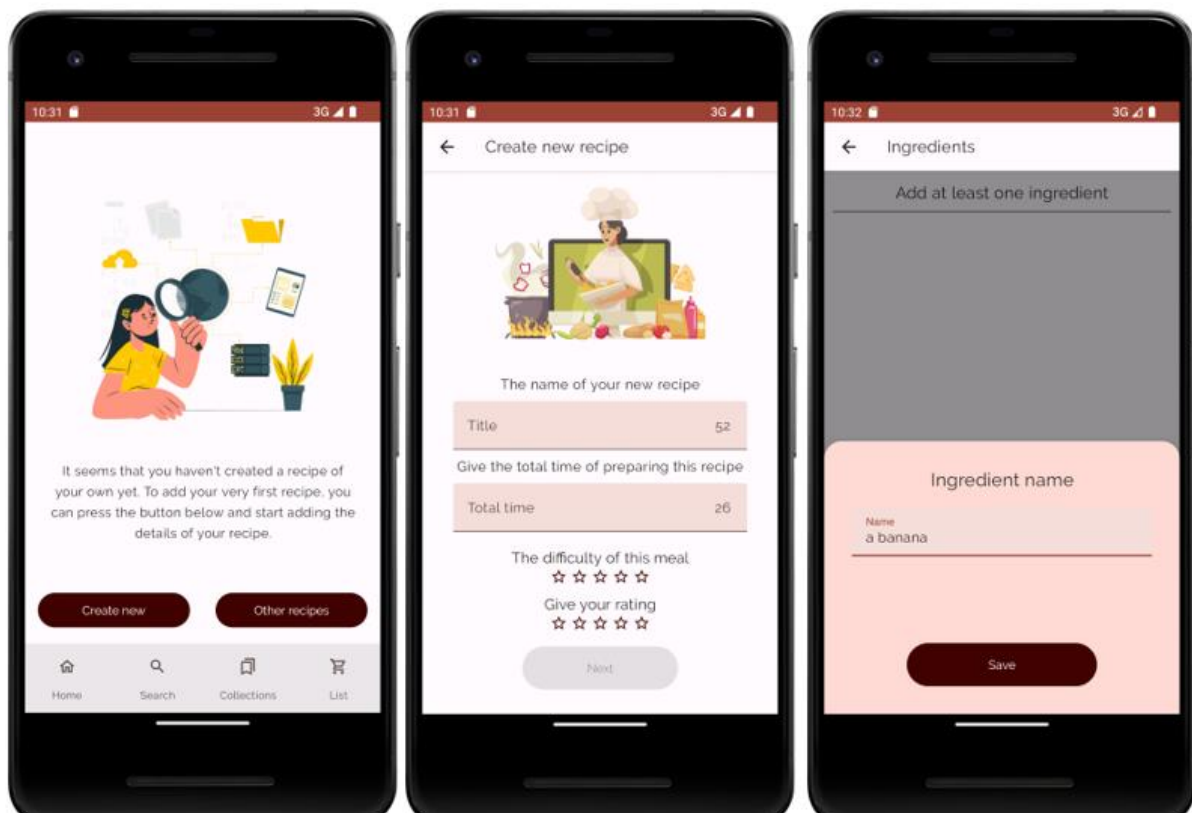 10:31
3G
It seems that you haven't created a recipe of
your own yet. To add your very first recipe, you
can press the button below and start adding the
details of your recipe.
Create new
Other recipes
Home
Search
Collections
List
10:31
3G
Create new recipe
The name of your new recipe
Title
52
Give the total time of preparing this recipe
Total time
26
The difficulty of this meal
Give your rating
Next
10:32
3G
Ingredients
Add at least one ingredient
Ingredient name
Name
a banana
Save